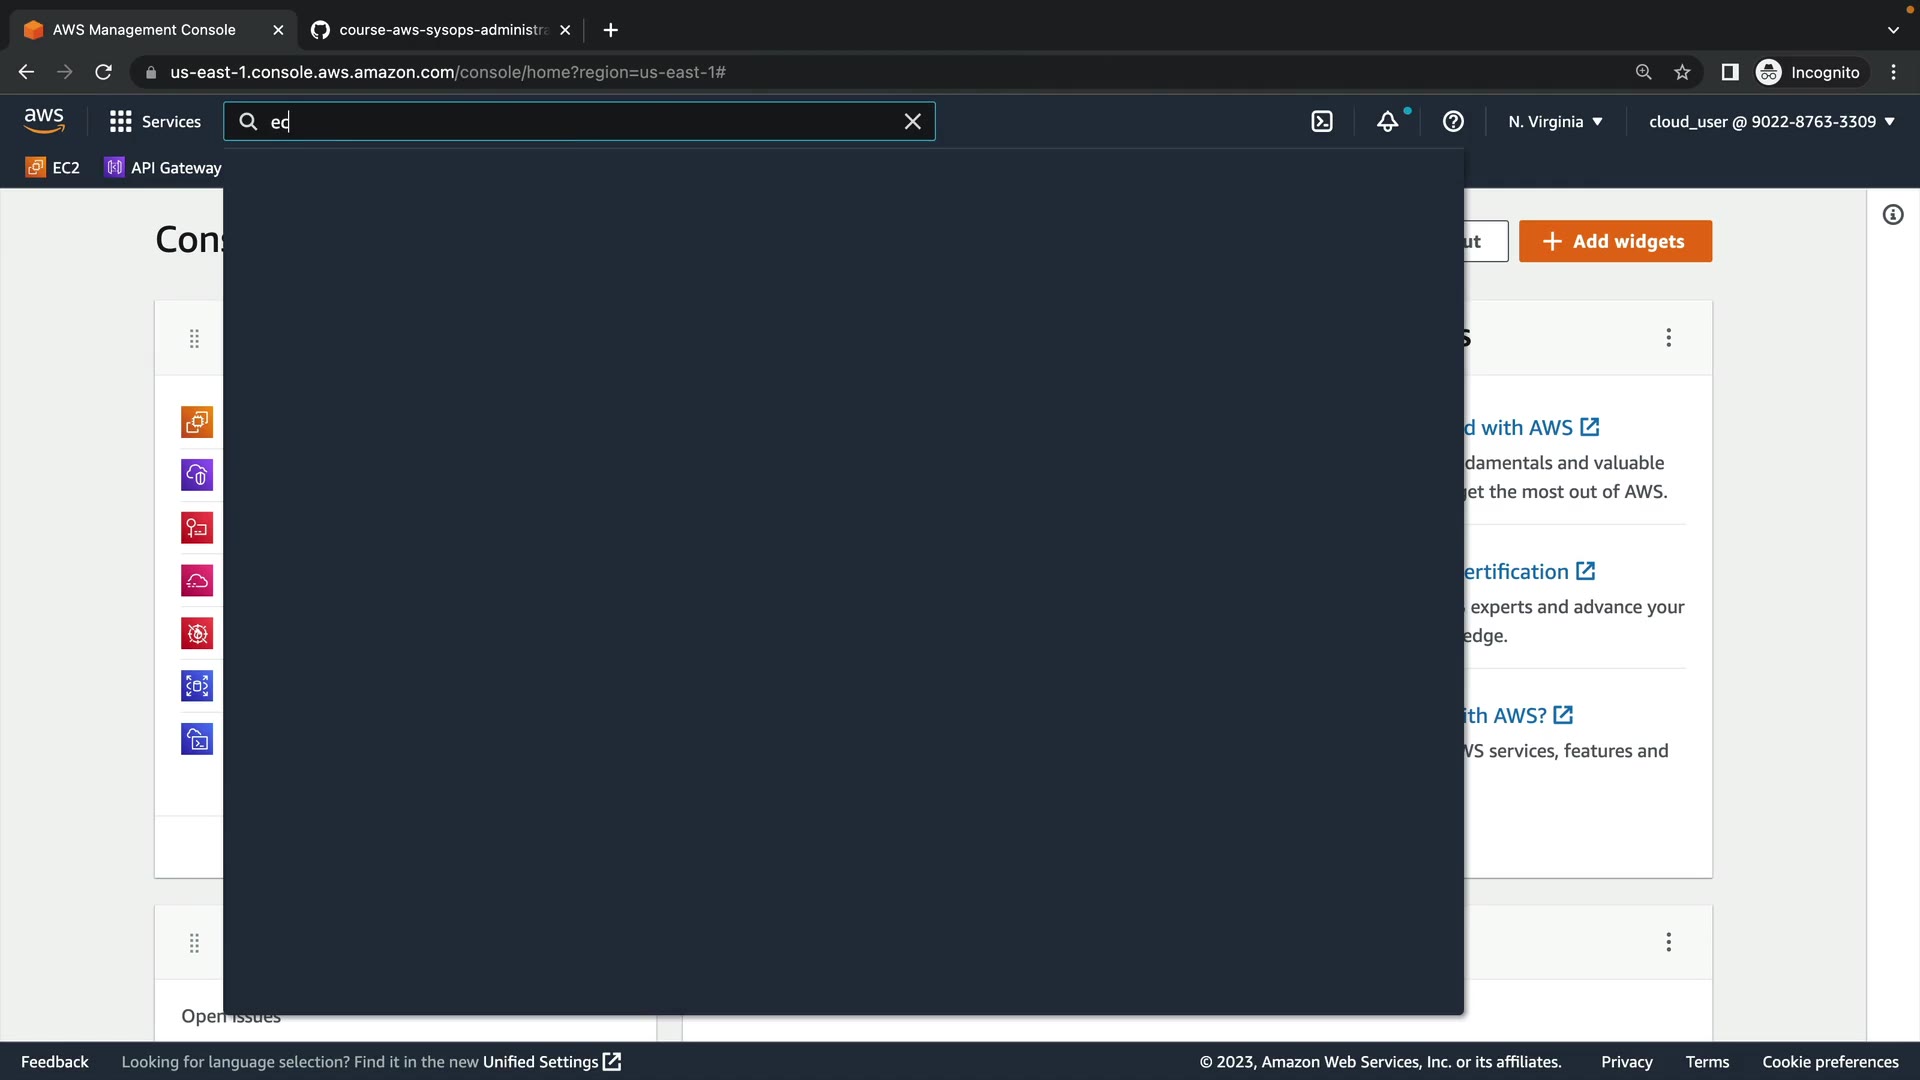 AWS Management Console
course-aws-sysops-administra
us-east-1.console.aws.amazon.com/console/home?region=us-east-1#
Incognito
aws
Services
ec
N. Virginia
cloud_user @ 9022-8763-3309
EC2
API Gateway
Cons
ut
+ Add widgets
s
d with AWS
damentals and valuable
get the most out of AWS.
ertification
experts and advance your
edge.
ith AWS?
WS services, features and
Open issues
Feedback
Looking for language selection? Find it in the new Unified Settings
© 2023, Amazon Web Services, Inc. or its affiliates.
Privacy
Terms
Cookie preferences